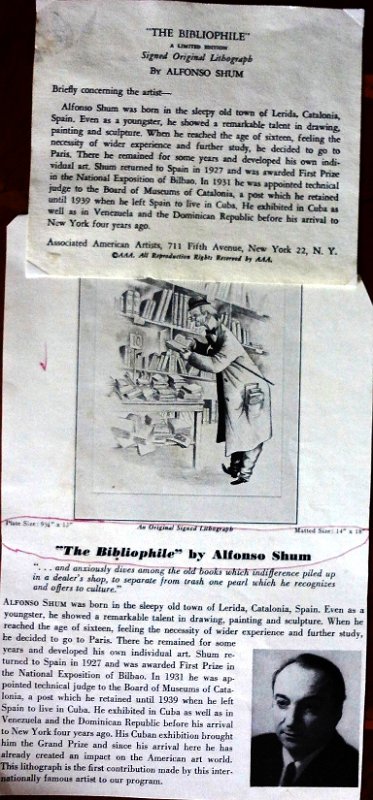 "THE BIBLIOPHILE"
A LIMITED EDITION
Signed Original Lithograph
BY ALFONSO SHUM
Briefly concerning the artist—
Alfonso Shum was born in the sleepy old town of Lerida, Catalonia,
Spain. Even as a youngster, he showed a remarkable talent in drawing,
painting and sculpture. When he reached the age of sixteen, feeling the
necessity of wider experience and further study, he decided to go to
Paris. There he remained for some years and developed his own indi-
vidual art. Shum returned to Spain in 1927 and was awarded First Prize
in the National Exposition of Bilbao. In 1931 he was appointed technical
judge to the Board of Museums of Catalonia, a post which he retained
until 1939 when he left Spain to live in Cuba. He exhibited in Cuba as
well as in Venezuela and the Dominican Republic before his arrival to
New York four years ago.
Associated American Artists, 711 Fifth Avenue, New York 22, N. Y.
©AAA. All Reproduction Rights Reserved by AAA.
10
Plate Size: x 13"
An Original Signed Lithograph
Matted Size: 14" x 18"
"The Bibliophile" by Alfonso Shum
". . . and anxiously dives among the old books which indifference piled up
in a dealer's shop, to separate from trash one pearl which he recognizes
and offers to culture."
ALFONSO SHUM was born in the sleepy old town of Lerida, Catalonia, Spain. Even as a
youngster, he showed a remarkable talent in drawing, painting and sculpture. When he
reached the age of sixteen, feeling the necessity of wider experience and further study,
he decided to go to Paris. There he remained for some
years and developed his own individual art. Shum re-
turned to Spain in 1927 and was awarded First Prize in
the National Exposition of Bilbao. In 1931 he was ap-
pointed technical judge to the Board of Museums of Cata-
lonia, a post which he retained until 1939 when he left
Spain to live in Cuba. He exhibited in Cuba as well as in
Venezuela and the Dominican Republic before his arrival
to New York four years ago. His Cuban exhibition brought
him the Grand Prize and since his arrival here he has
already created an impact on the American art world.
This lithograph is the first contribution made by this inter-
nationally famous artist to our program.